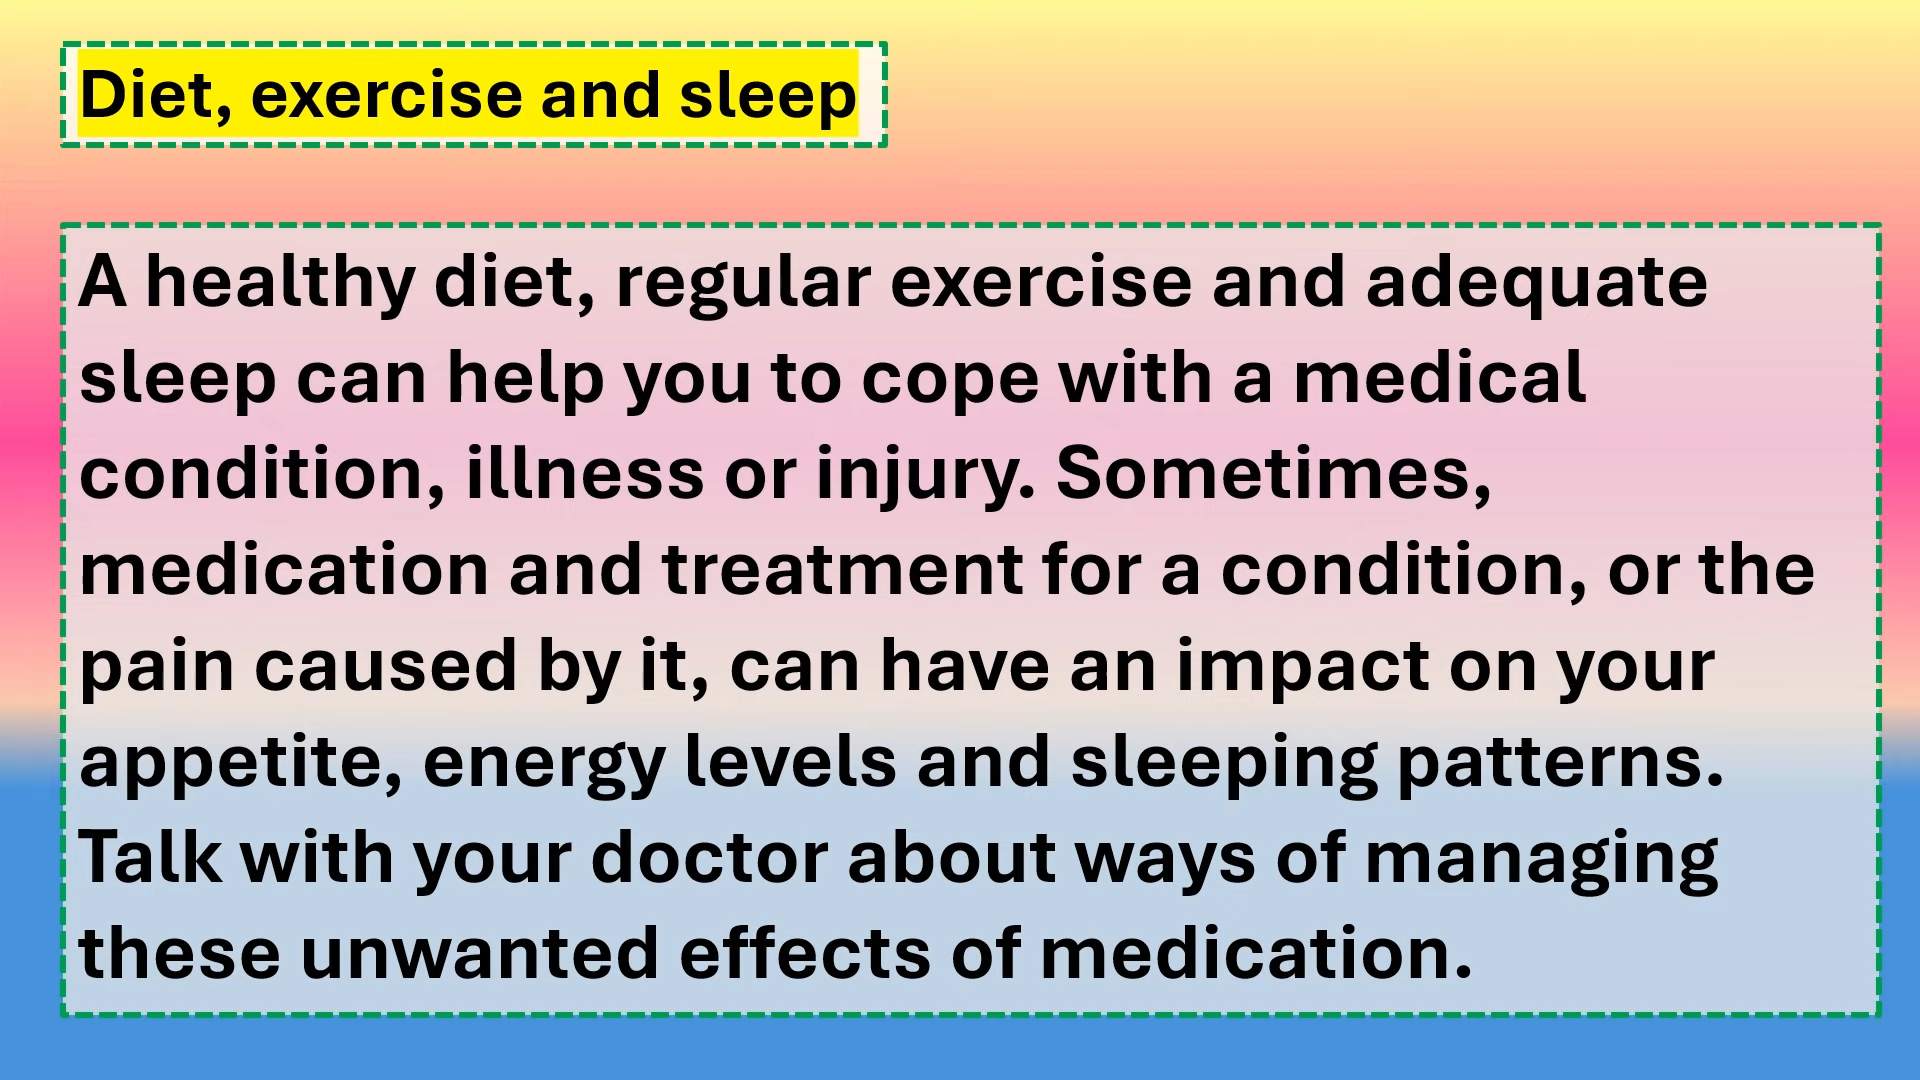 Diet, exercise and sleep
A healthy diet, regular exercise and adequate
sleep can help you to cope with a medical
condition, illness or injury. Sometimes,
medication and treatment for a condition, or the
pain caused by it, can have an impact on your
appetite, energy levels and sleeping patterns.
Talk with your doctor about ways of managing
these unwanted effects of medication.